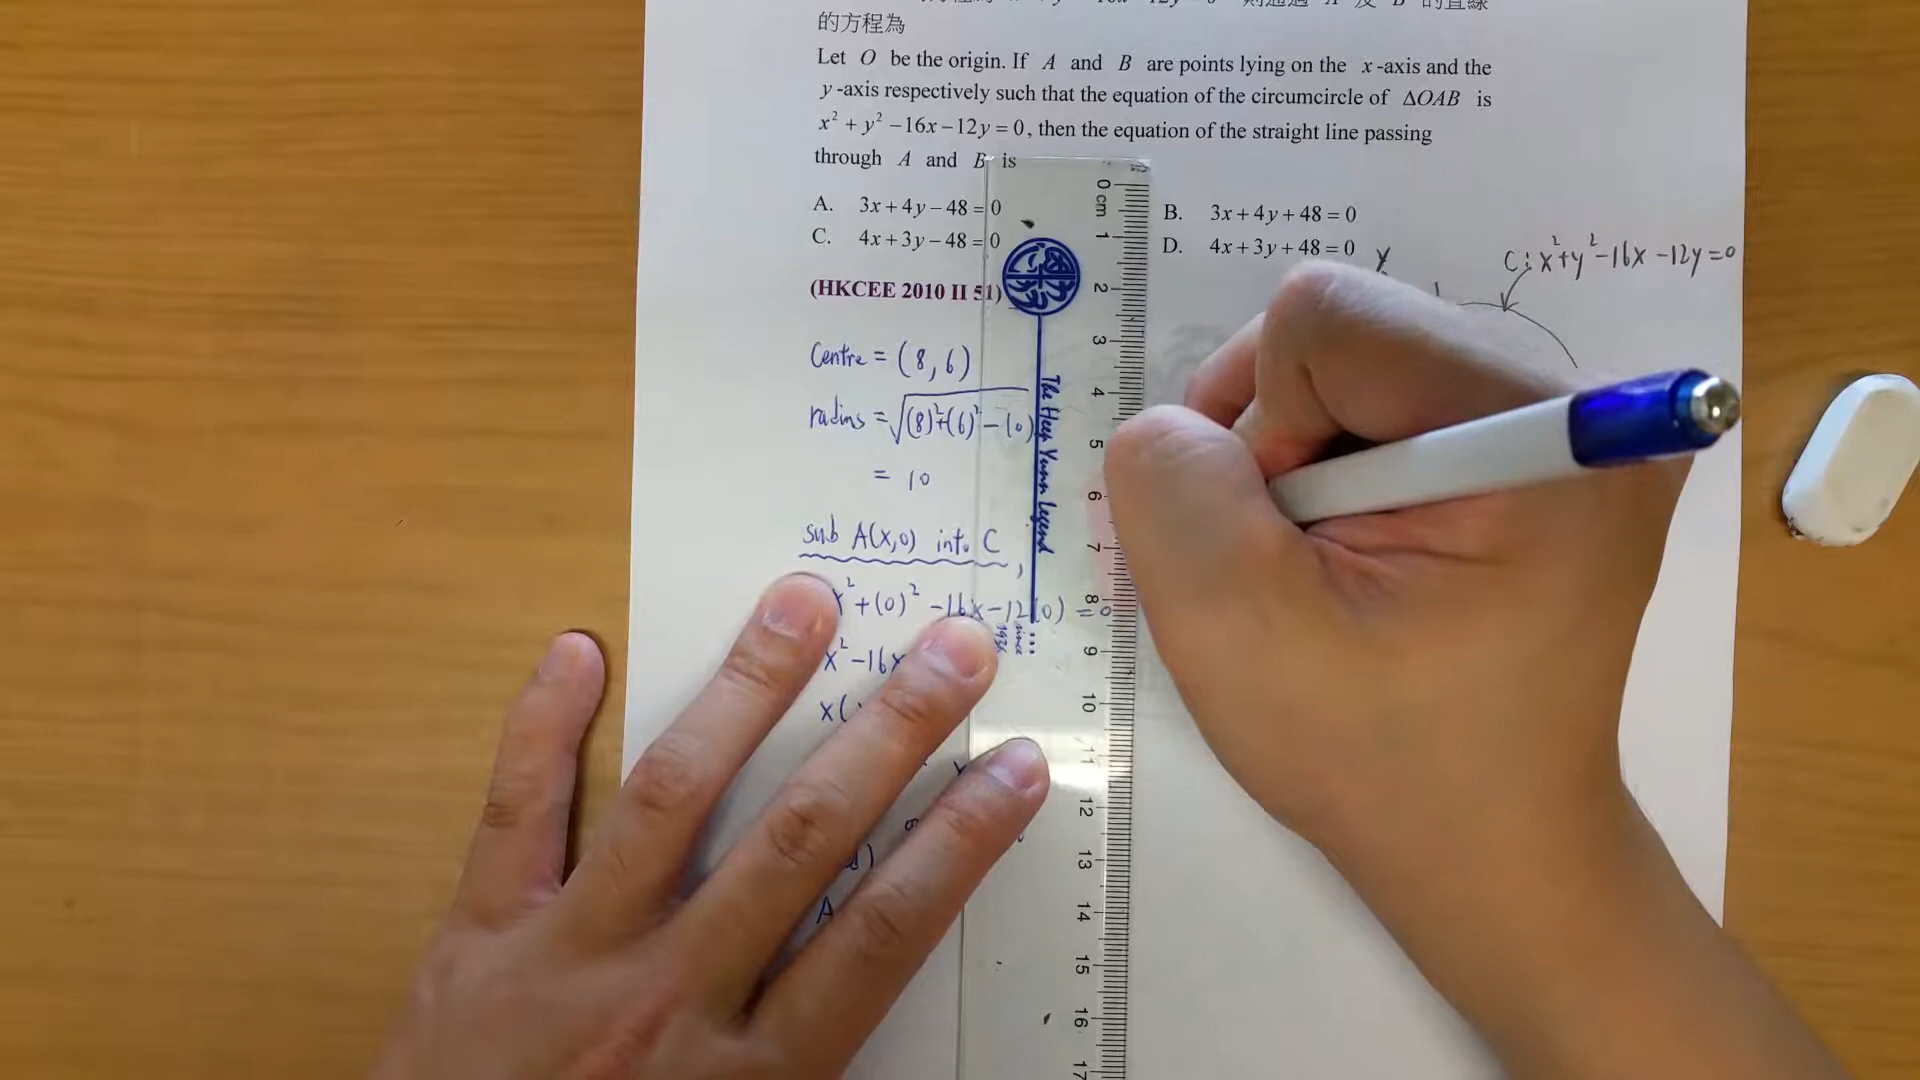 的直線
的方程為
Let O be the origin. If A and B are points lying on the x-axis and the
y-axis respectively such that the equation of the circumcircle of ΔOAB is
x² + y² − 16x − 12y = 0, then the equation of the straight line passing
through A and B is
A. 3x + 4y − 48 = 0
B. 3x + 4y + 48 = 0
C. 4x + 3y − 48 = 0
D. 4x + 3y + 48 = 0
(HKCEE 2010 II 51)
C: x²+y²−16x−12y=0
Centre = (8, 6)
radius = √(8)²+(6)²−(0)
= 10
sub A(x,0) into C,
x²+(0)²−16x−12(0)=0
x²−16x
x(
A
The Heep Yunn Legend
since
0 cm 1 2 3 4 5 6 7 8 9 10 11 12 13 14 15 16 17